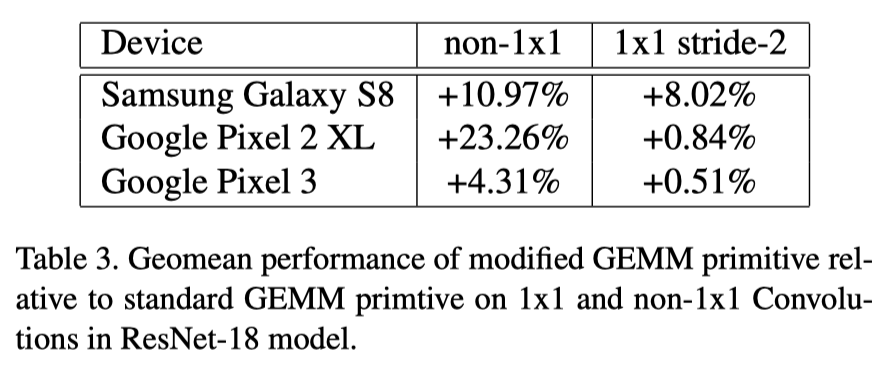 Device non-1x1 1x1 stride-2
Samsung Galaxy S8 +10.97% +8.02%
Google Pixel 2 XL +23.26% +0.84%
Google Pixel 3 +4.31% +0.51%
Table 3. Geomean performance of modified GEMM primitive rel-
ative to standard GEMM primtive on 1x1 and non-1x1 Convolu-
tions in ResNet-18 model.